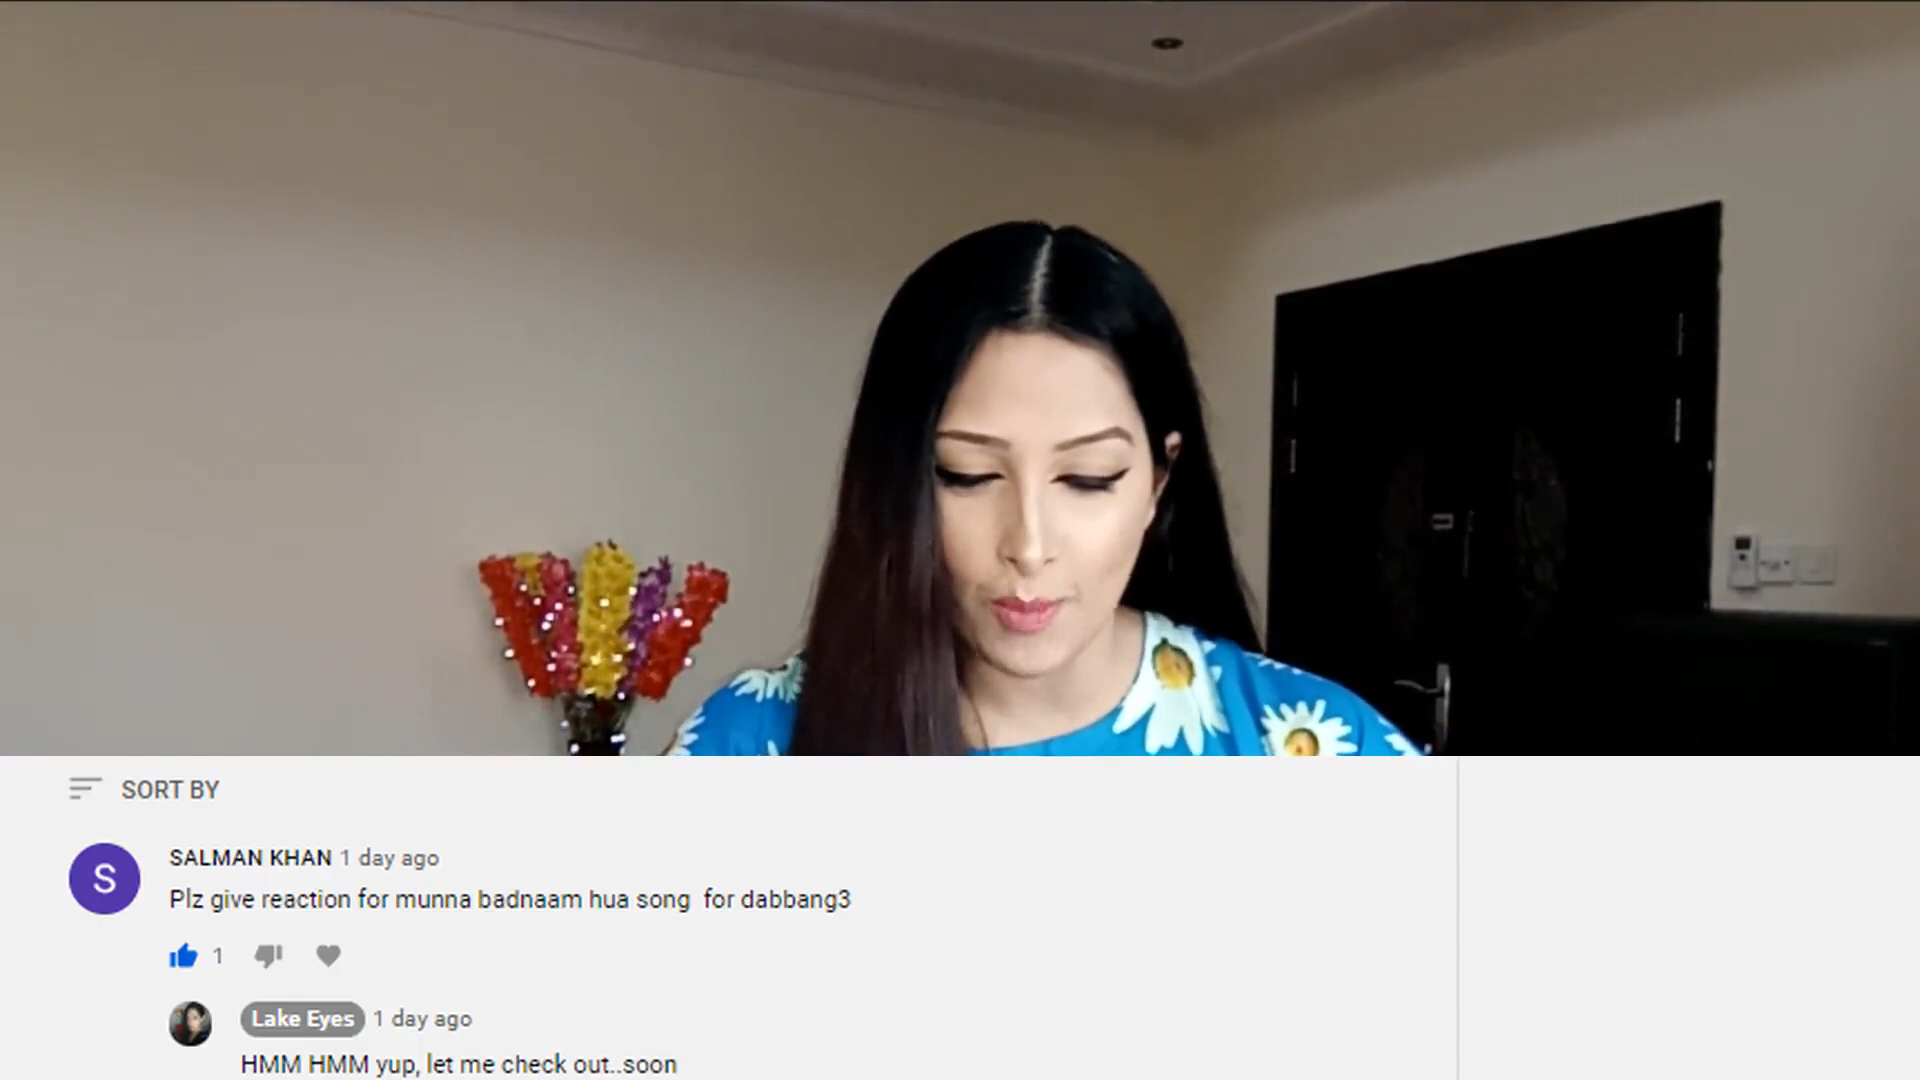 SORT BY
S
SALMAN KHAN 1 day ago
Plz give reaction for munna badnaam hua song for dabbang3
1
Lake Eyes 1 day ago
HMM HMM yup, let me check out..soon